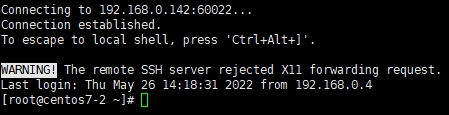 Connecting to 192.168.0.142:60022...
Connection established.
To escape to local shell, press 'Ctrl+Alt+]'.
WARNING! The remote SSH server rejected X11 forwarding request.
Last login: Thu May 26 14:18:31 2022 from 192.168.0.4
[root@centos7-2 ~]#